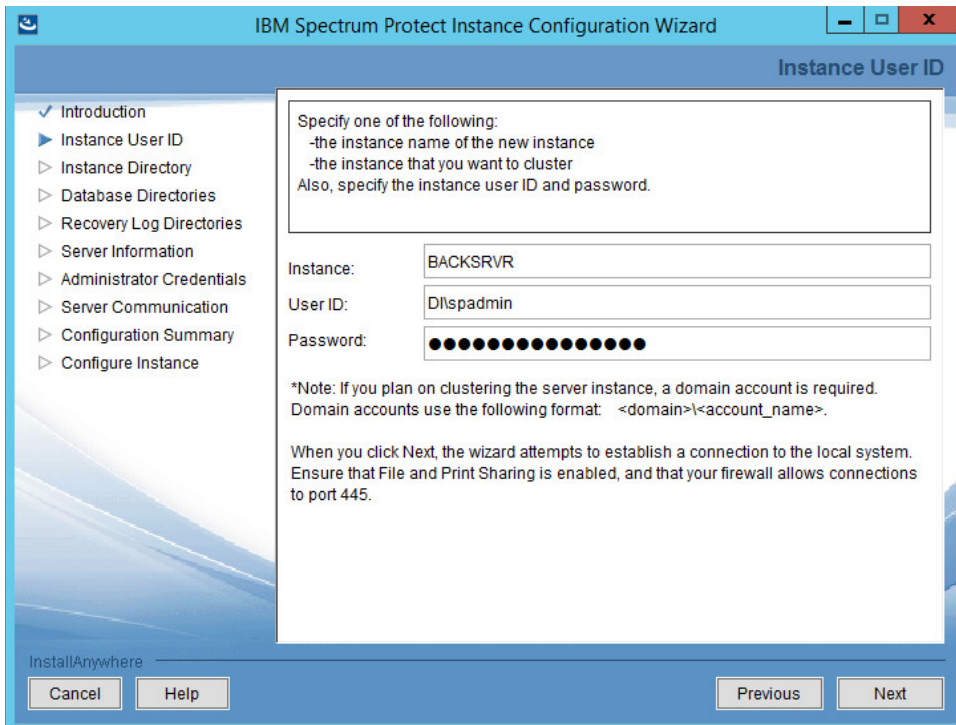 IBM Spectrum Protect Instance Configuration Wizard
Instance User ID
Introduction
Instance User ID
Instance Directory
Database Directories
Recovery Log Directories
Server Information
Administrator Credentials
Server Communication
Configuration Summary
Configure Instance
Specify one of the following:
-the instance name of the new instance
-the instance that you want to cluster
Also, specify the instance user ID and password.
Instance: BACKSRVR
User ID: DI\spadmin
Password: ●●●●●●●●●●●●●●●
*Note: If you plan on clustering the server instance, a domain account is required.
Domain accounts use the following format: <domain>\<account_name>.
When you click Next, the wizard attempts to establish a connection to the local system.
Ensure that File and Print Sharing is enabled, and that your firewall allows connections
to port 445.
InstallAnywhere
Cancel Help Previous Next